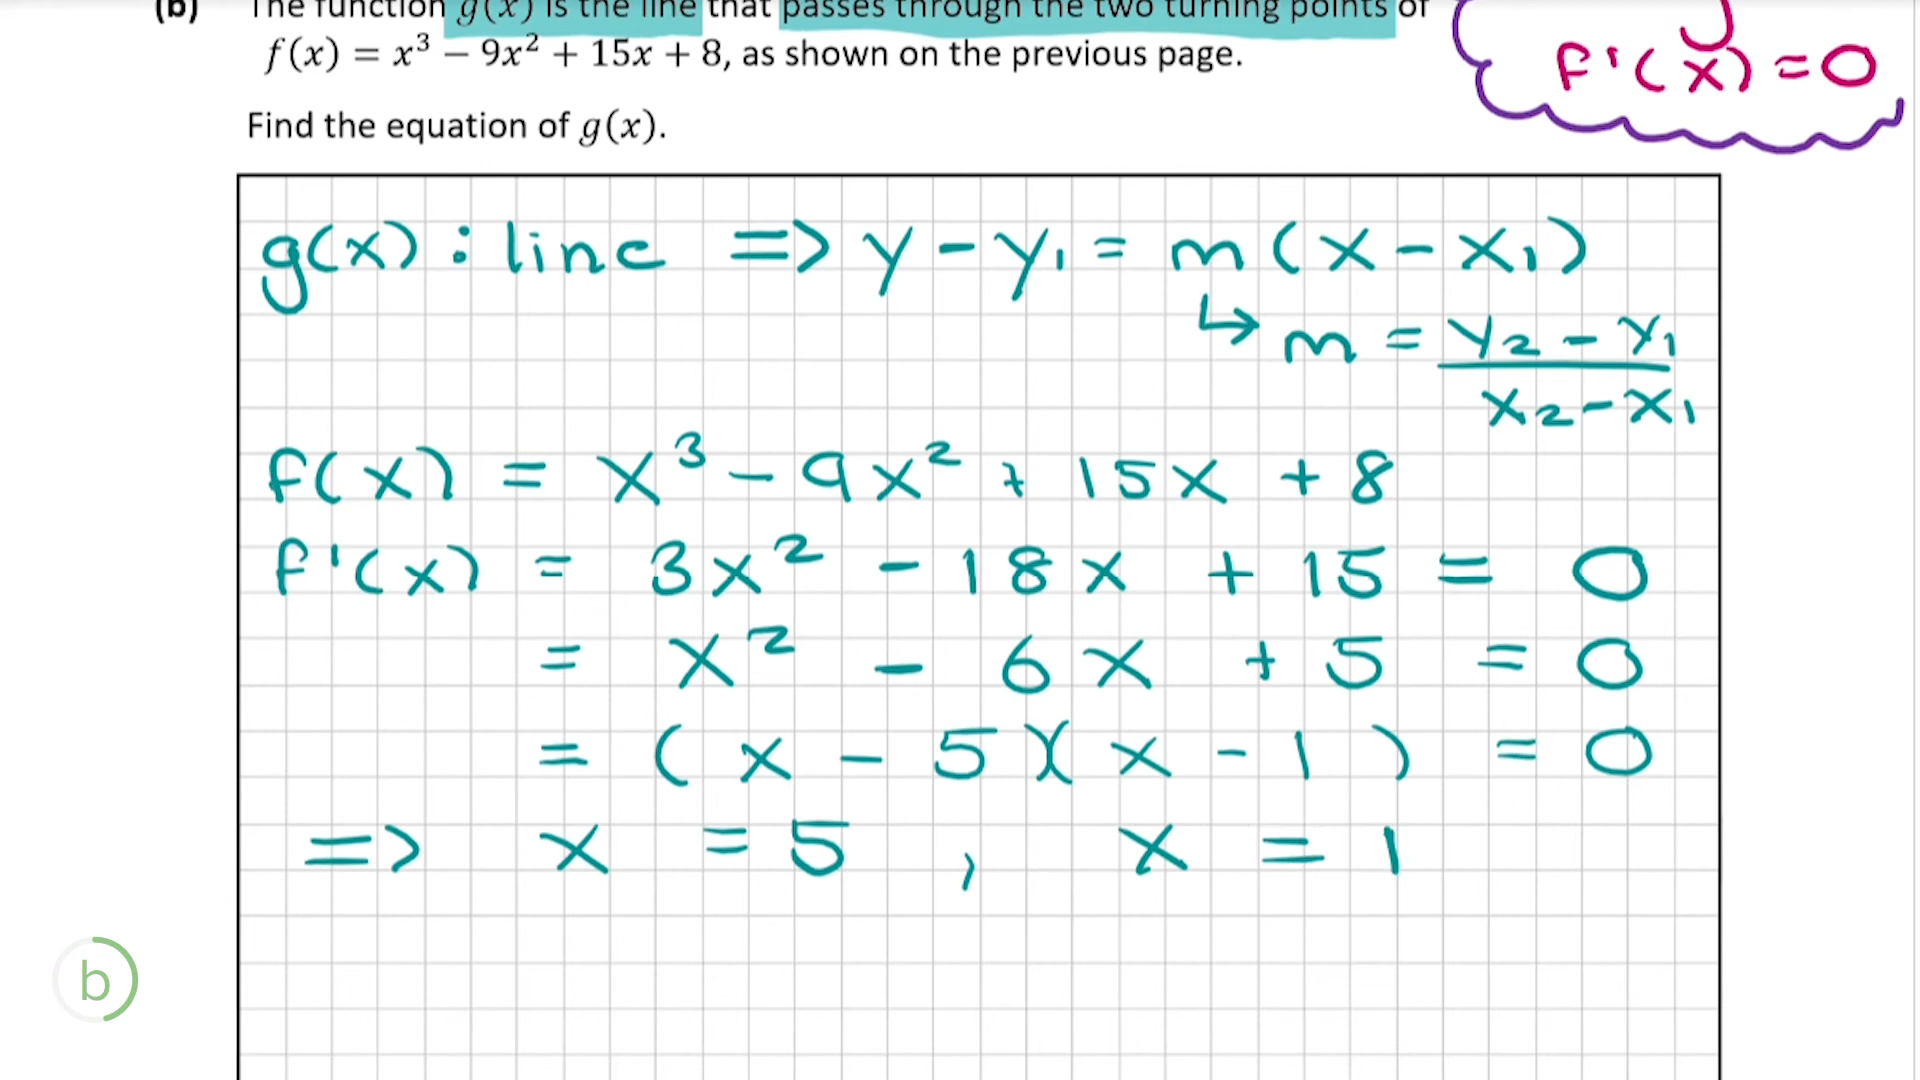 (b) The function g(x) is the line that passes through the two turning points of
f(x) = x³ − 9x² + 15x + 8, as shown on the previous page.
f'(x) = 0
Find the equation of g(x).
g(x) : line => y − y₁ = m(x − x₁)
↳ m = y₂ − y₁
x₂ − x₁
f(x) = x³ − 9x² + 15x + 8
f'(x) = 3x² − 18x + 15 = 0
= x² − 6x + 5 = 0
= (x − 5)(x − 1) = 0
=> x = 5 , x = 1
b